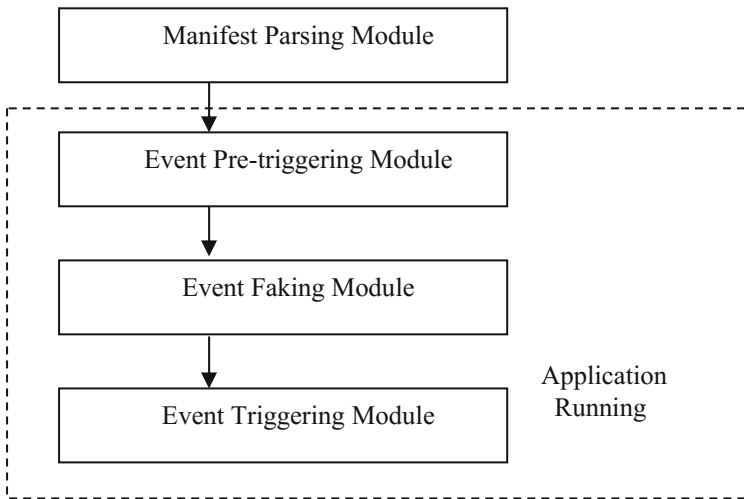 Manifest Parsing Module
Event Pre-triggering Module
Event Faking Module
Event Triggering Module
Application
Running